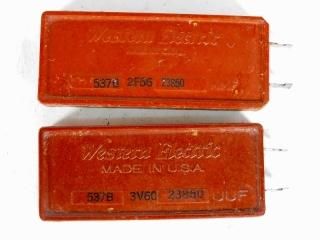 Western Electric
537B 2F56 23850
Western Electric
MADE IN U.S.A.
537B 3V60 23850 UUF